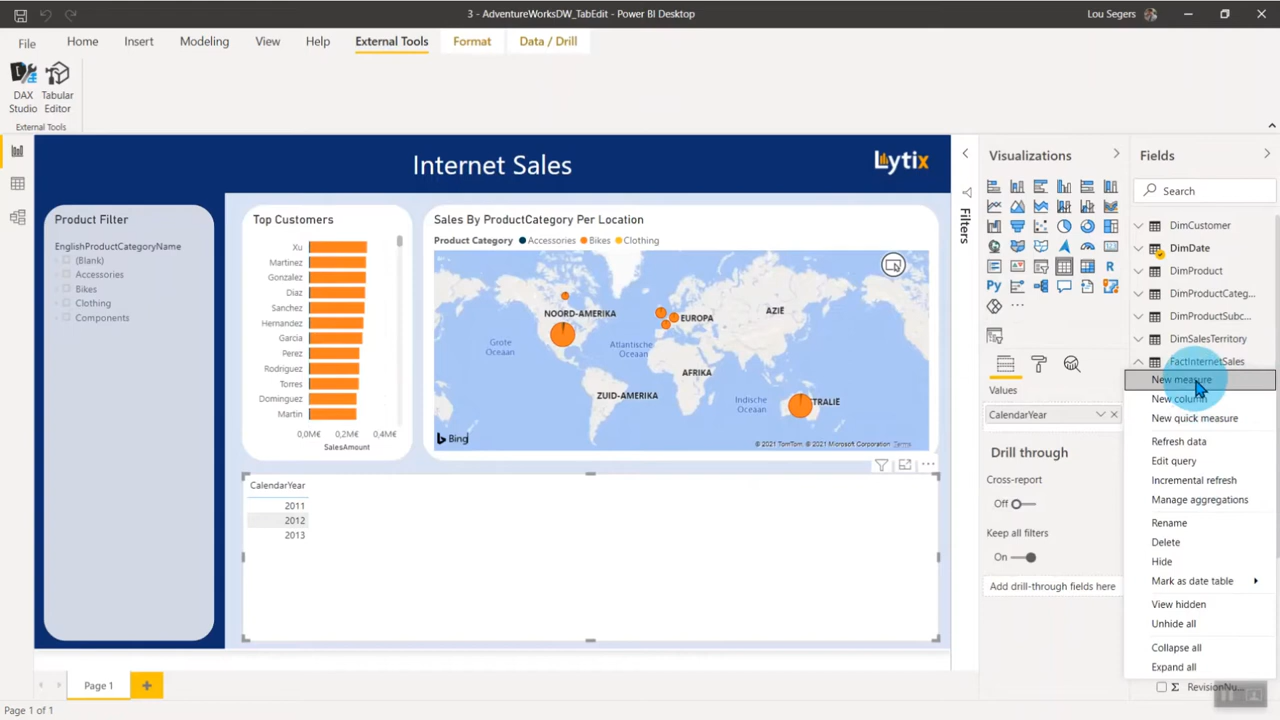 3 - AdventureWorksDW_TabEdit - Power BI Desktop
Lou Segers
File
Home
Insert
Modeling
View
Help
External Tools
Format
Data / Drill
DAX Studio
Tabular Editor
External Tools
Internet Sales
Lytix
Product Filter
EnglishProductCategoryName
(Blank)
Accessories
Bikes
Clothing
Components
Top Customers
Xu
Martinez
Gonzalez
Diaz
Sanchez
Hernandez
Garcia
Perez
Rodriguez
Torres
Dominguez
Martin
0,0M€ 0,2M€ 0,4M€
SalesAmount
Sales By ProductCategory Per Location
Product Category Accessories Bikes Clothing
NOORD-AMERIKA
EUROPA
AZIË
Grote Oceaan
Atlantische Oceaan
AFRIKA
ZUID-AMERIKA
Indische Oceaan
TRALIË
Bing
© 2021 TomTom, © 2021 Microsoft Corporation Terms
CalendarYear
2011
2012
2013
Filters
Visualizations
R
Py
Values
CalendarYear
Drill through
Cross-report
Off
Keep all filters
On
Add drill-through fields here
Fields
Search
DimCustomer
DimDate
DimProduct
DimProductCateg...
DimProductSubc...
DimSalesTerritory
FactInternetSales
New measure
New column
New quick measure
Refresh data
Edit query
Incremental refresh
Manage aggregations
Rename
Delete
Hide
Mark as date table
View hidden
Unhide all
Collapse all
Expand all
Σ RevisionNu...
Page 1
Page 1 of 1